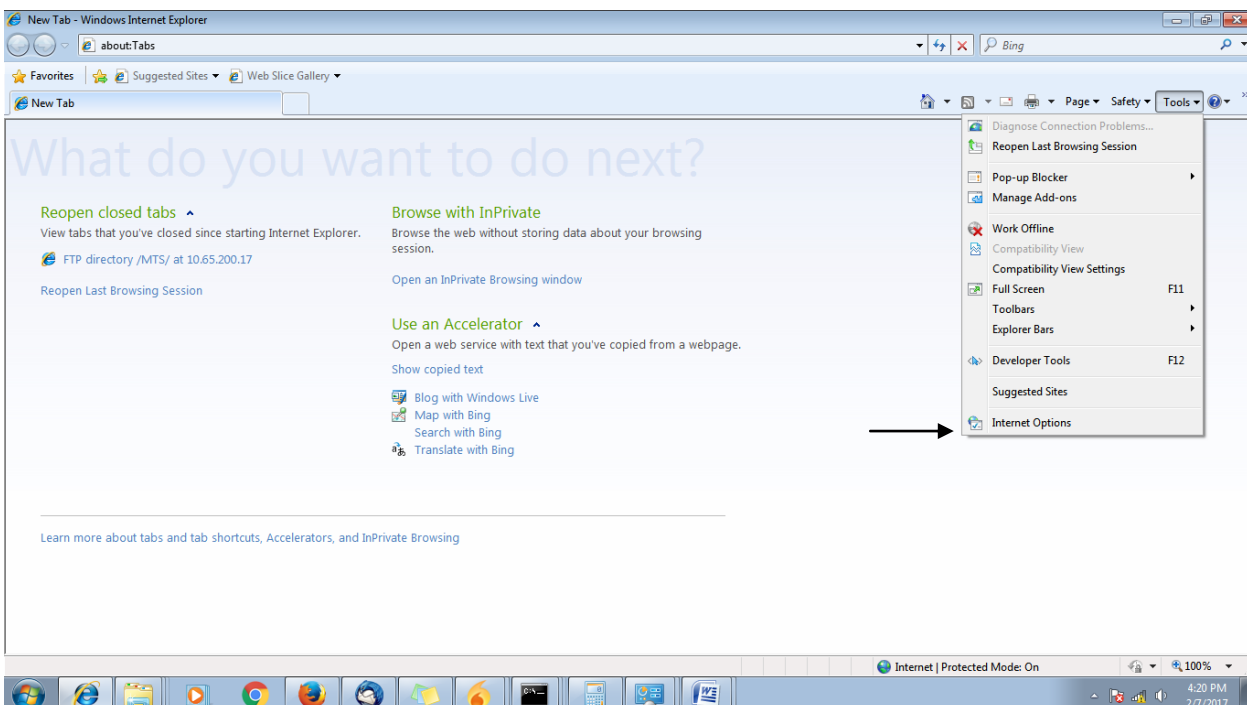 New Tab - Windows Internet Explorer
about:Tabs
Bing
Favorites Suggested Sites Web Slice Gallery
New Tab
Page Safety Tools
What do you want to do next?
Reopen closed tabs
View tabs that you've closed since starting Internet Explorer.
FTP directory /MTS/ at 10.65.200.17
Reopen Last Browsing Session
Browse with InPrivate
Browse the web without storing data about your browsing
session.
Open an InPrivate Browsing window
Use an Accelerator
Open a web service with text that you've copied from a webpage.
Show copied text
Blog with Windows Live
Map with Bing
Search with Bing
Translate with Bing
Learn more about tabs and tab shortcuts, Accelerators, and InPrivate Browsing
Diagnose Connection Problems...
Reopen Last Browsing Session
Pop-up Blocker
Manage Add-ons
Work Offline
Compatibility View
Compatibility View Settings
Full Screen F11
Toolbars
Explorer Bars
Developer Tools F12
Suggested Sites
Internet Options
Internet | Protected Mode: On 100%
4:20 PM
2/7/2017